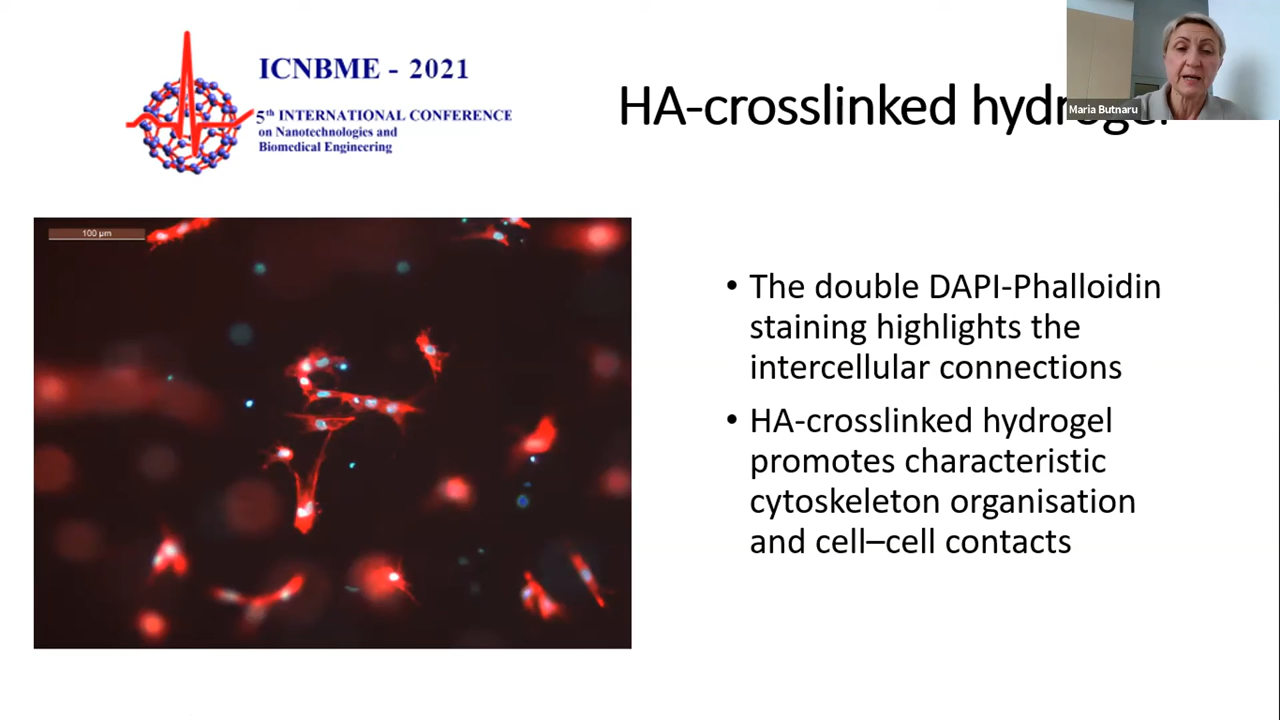 ICNBME - 2021
5th INTERNATIONAL CONFERENCE
on Nanotechnologies and
Biomedical Engineering
HA-crosslinked hydrogel
Maria Butnaru
100 µm
• The double DAPI-Phalloidin
staining highlights the
intercellular connections
• HA-crosslinked hydrogel
promotes characteristic
cytoskeleton organisation
and cell–cell contacts